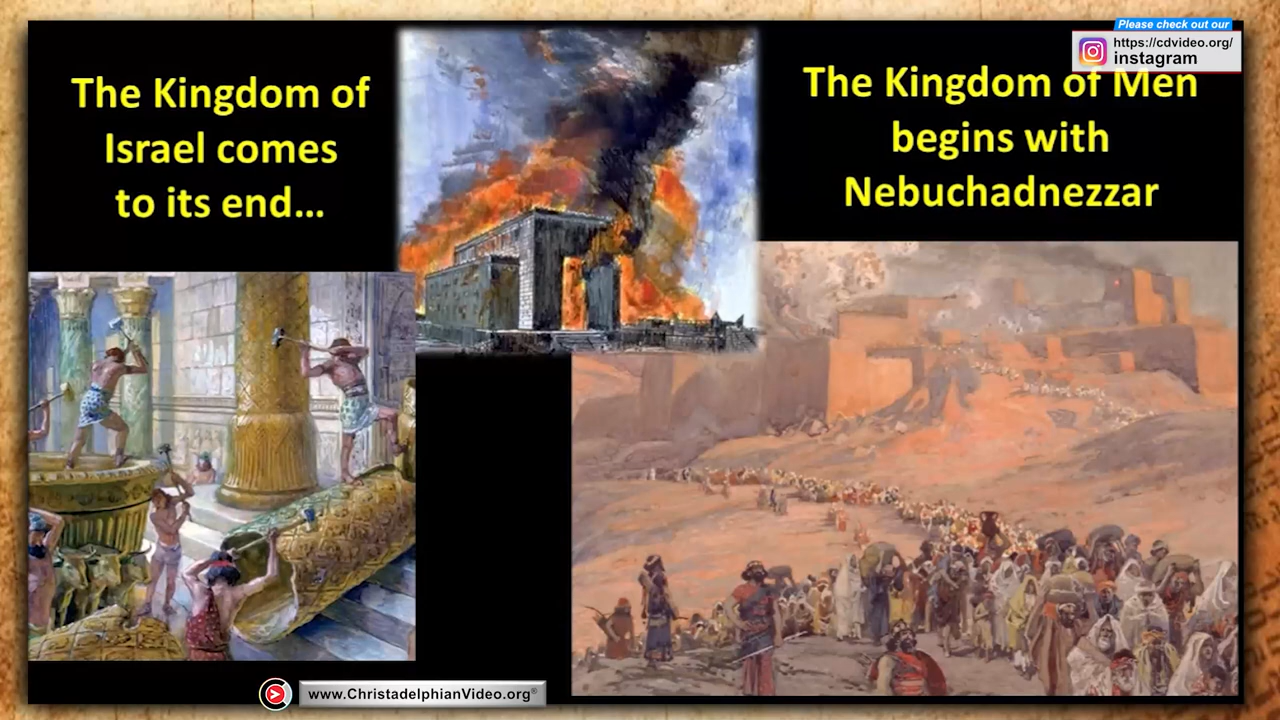 The Kingdom of
Israel comes
to its end…
Please check out our
https://cdvideo.org/
instagram
The Kingdom of Men
begins with
Nebuchadnezzar
www.ChristadelphianVideo.org®